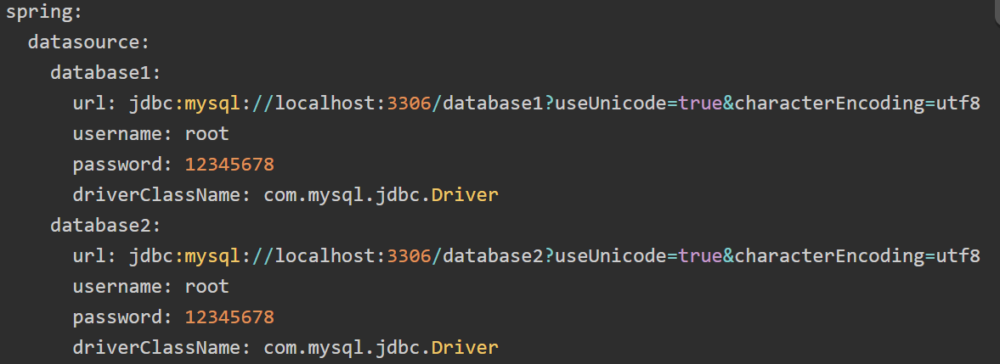 spring:
  datasource:
    database1:
      url: jdbc:mysql://localhost:3306/database1?useUnicode=true&characterEncoding=utf8
      username: root
      password: 12345678
      driverClassName: com.mysql.jdbc.Driver
    database2:
      url: jdbc:mysql://localhost:3306/database2?useUnicode=true&characterEncoding=utf8
      username: root
      password: 12345678
      driverClassName: com.mysql.jdbc.Driver